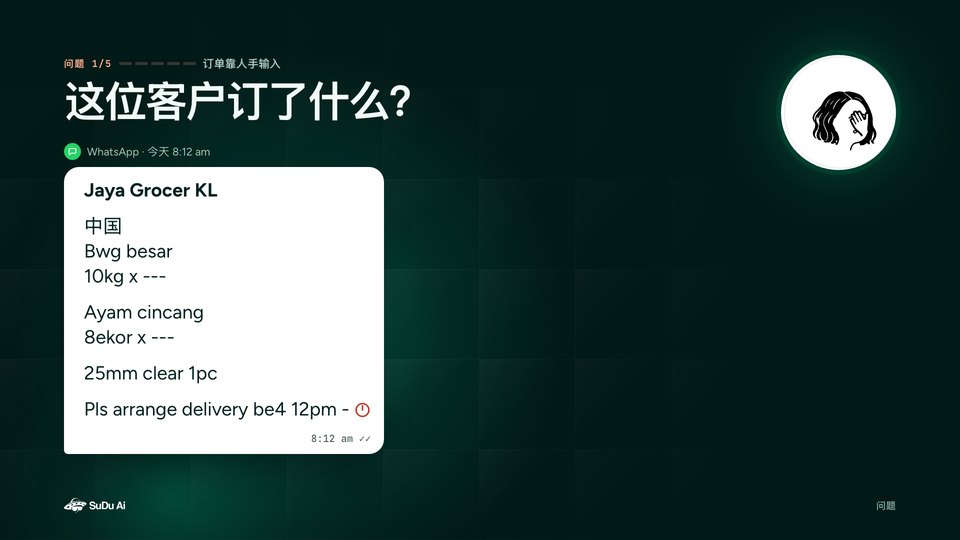 问题 1/5 订单靠人手输入
这位客户订了什么？
WhatsApp · 今天 8:12 am
Jaya Grocer KL
中国
Bwg besar
10kg x ---
Ayam cincang
8ekor x ---
25mm clear 1pc
Pls arrange delivery be4 12pm -
8:12 am ✓✓
SuDu Ai
问题